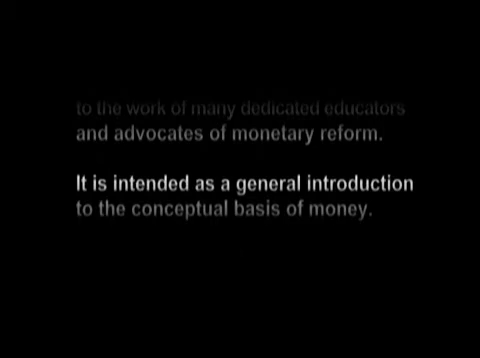 to the work of many dedicated educators
and advocates of monetary reform.
It is intended as a general introduction
to the conceptual basis of money.